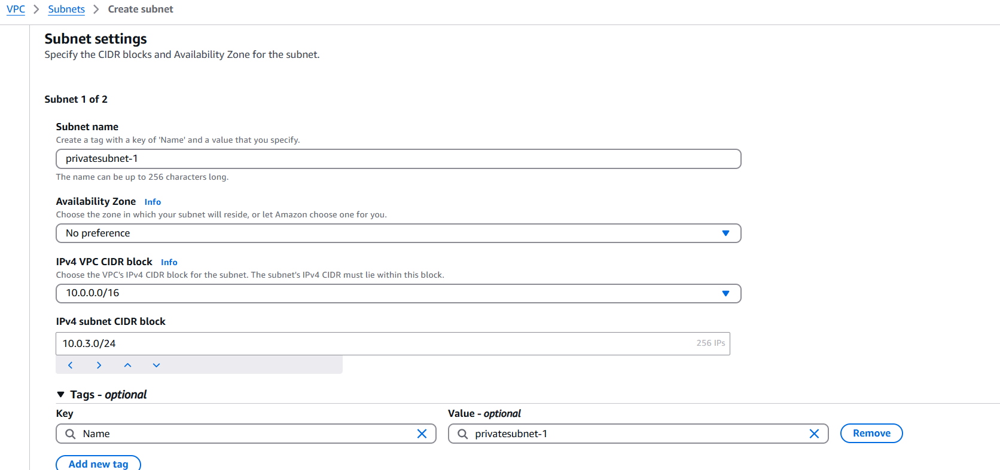 VPC > Subnets > Create subnet
Subnet settings
Specify the CIDR blocks and Availability Zone for the subnet.
Subnet 1 of 2
Subnet name
Create a tag with a key of 'Name' and a value that you specify.
privatesubnet-1
The name can be up to 256 characters long.
Availability Zone Info
Choose the zone in which your subnet will reside, or let Amazon choose one for you.
No preference
IPv4 VPC CIDR block Info
Choose the VPC's IPv4 CIDR block for the subnet. The subnet's IPv4 CIDR must lie within this block.
10.0.0.0/16
IPv4 subnet CIDR block
10.0.3.0/24 256 IPs
Tags - optional
Key Value - optional
Name privatesubnet-1 Remove
Add new tag